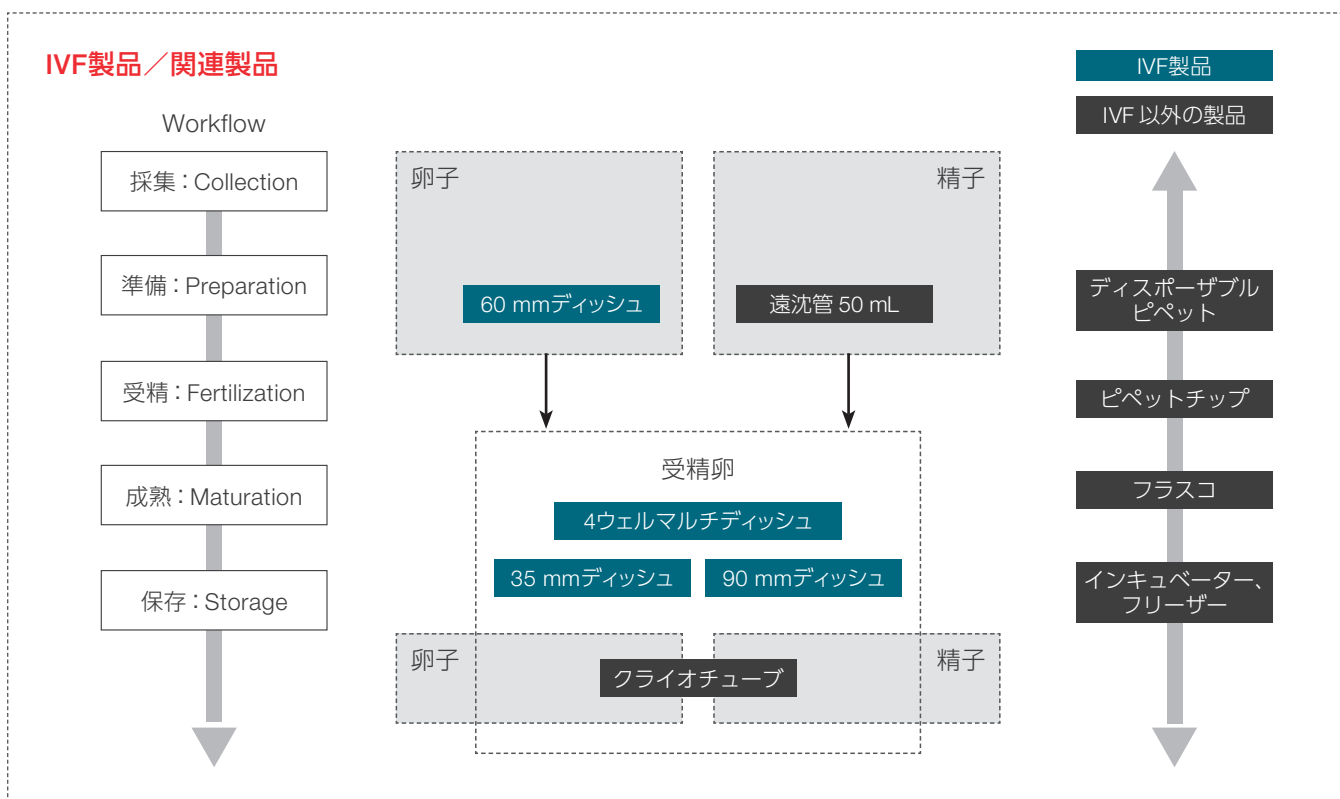 IVF製品／関連製品
Workflow
採集：Collection
準備：Preparation
受精：Fertilization
成熟：Maturation
保存：Storage
卵子
60 mmディッシュ
精子
遠沈管 50 mL
受精卵
4ウェルマルチディッシュ
35 mmディッシュ
90 mmディッシュ
卵子
クライオチューブ
精子
IVF製品
IVF 以外の製品
ディスポーザブル
ピペット
ピペットチップ
フラスコ
インキュベーター、
フリーザー